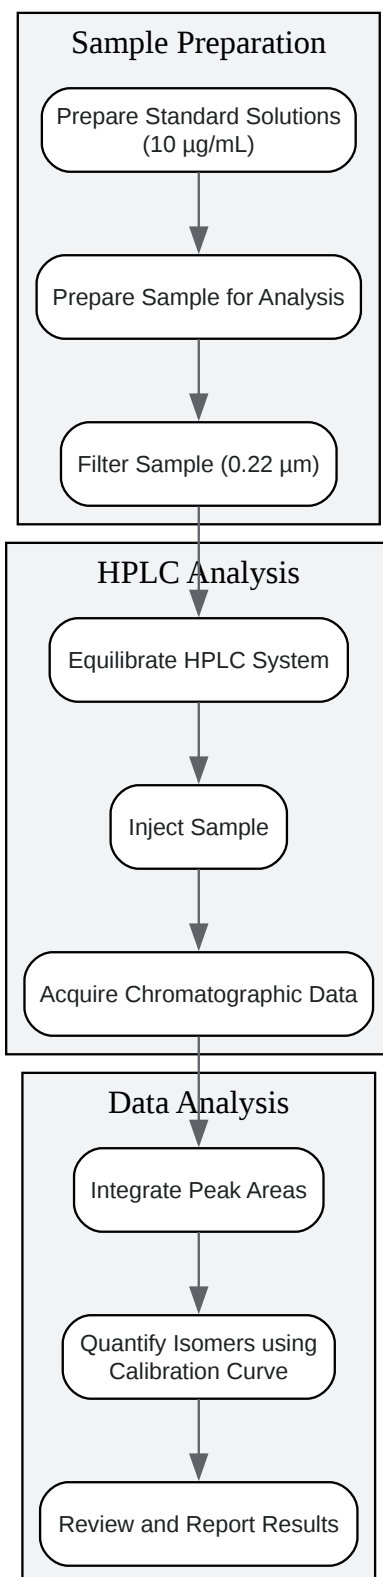 Sample Preparation
Prepare Standard Solutions
(10 µg/mL)
Prepare Sample for Analysis
Filter Sample (0.22 µm)
HPLC Analysis
Equilibrate HPLC System
Inject Sample
Acquire Chromatographic Data
Data Analysis
Integrate Peak Areas
Quantify Isomers using
Calibration Curve
Review and Report Results